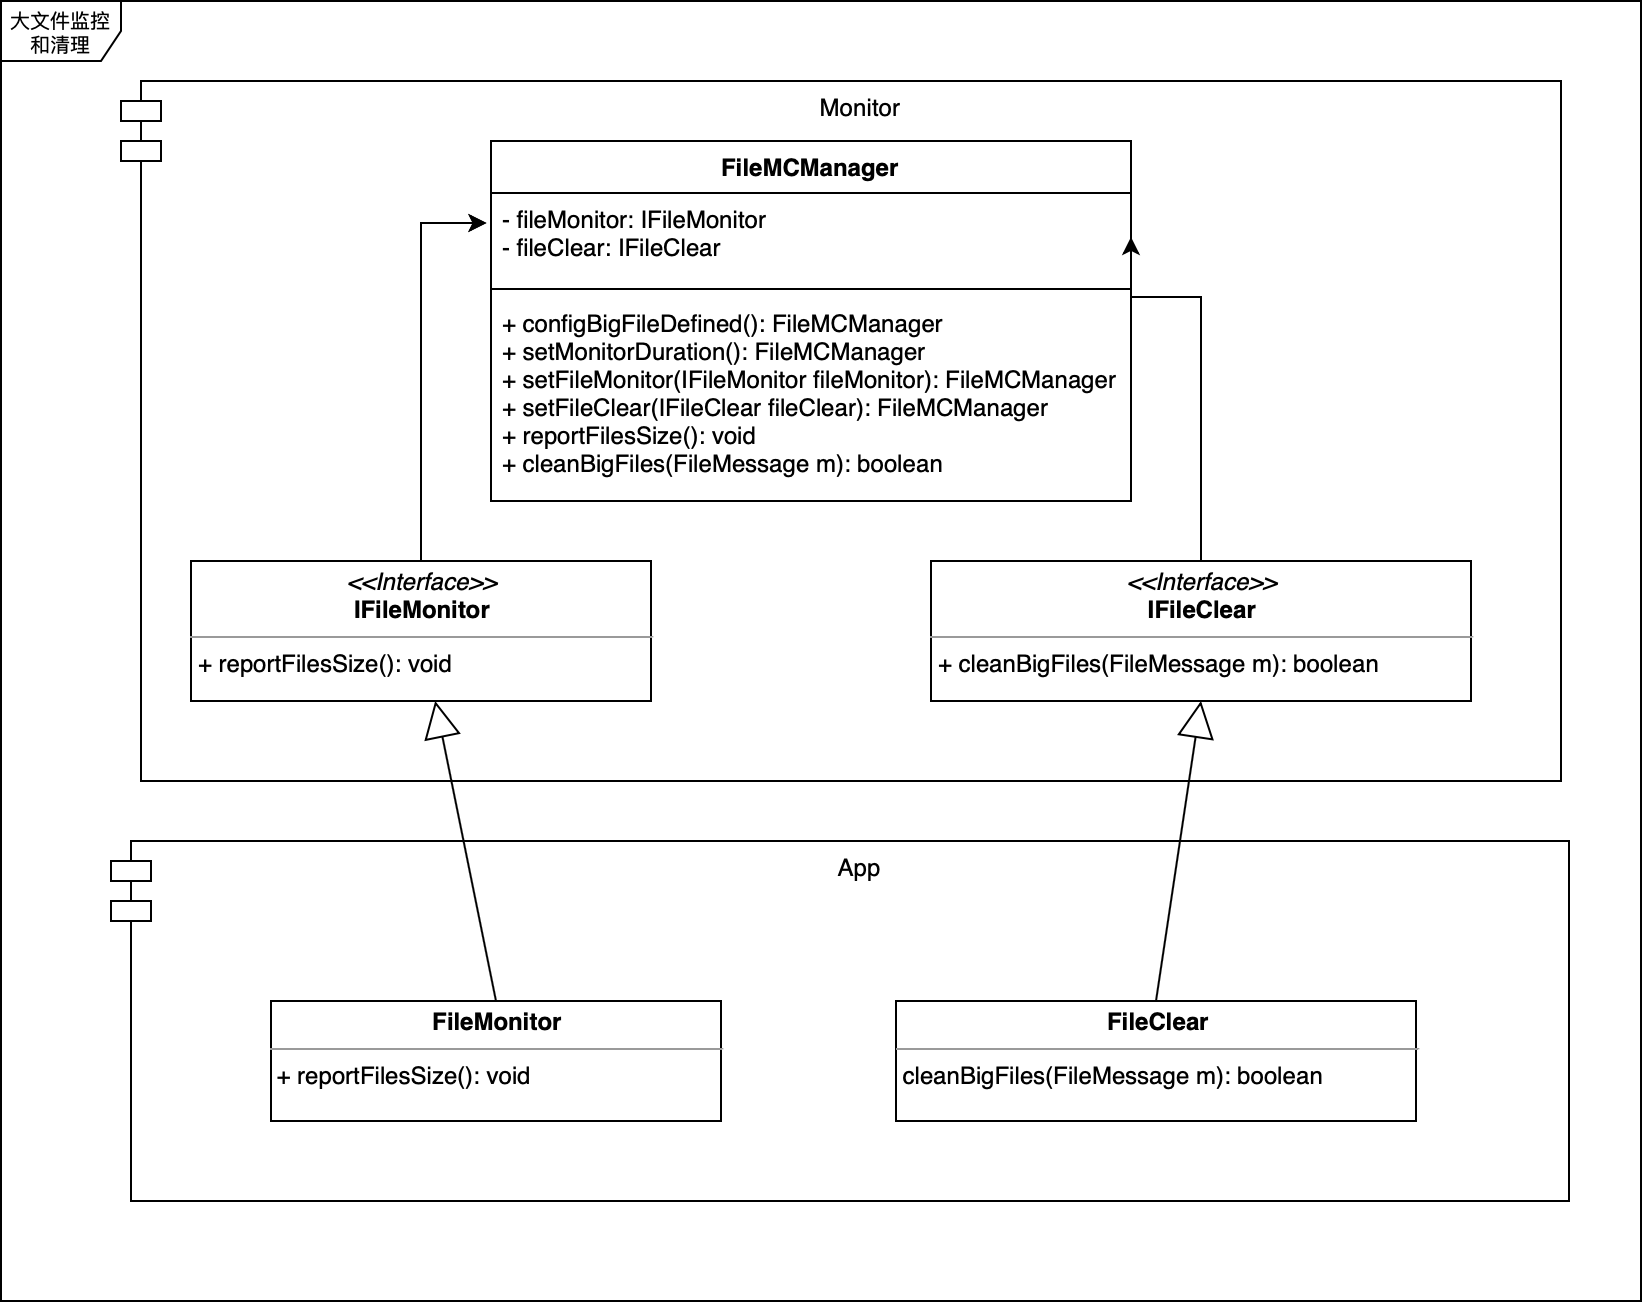 大文件监控
和清理
Monitor
FileMCManager
- fileMonitor: IFileMonitor
- fileClear: IFileClear
+ configBigFileDefined(): FileMCManager
+ setMonitorDuration(): FileMCManager
+ setFileMonitor(IFileMonitor fileMonitor): FileMCManager
+ setFileClear(IFileClear fileClear): FileMCManager
+ reportFilesSize(): void
+ cleanBigFiles(FileMessage m): boolean
<<Interface>>
IFileMonitor
+ reportFilesSize(): void
<<Interface>>
IFileClear
+ cleanBigFiles(FileMessage m): boolean
App
FileMonitor
+ reportFilesSize(): void
FileClear
cleanBigFiles(FileMessage m): boolean